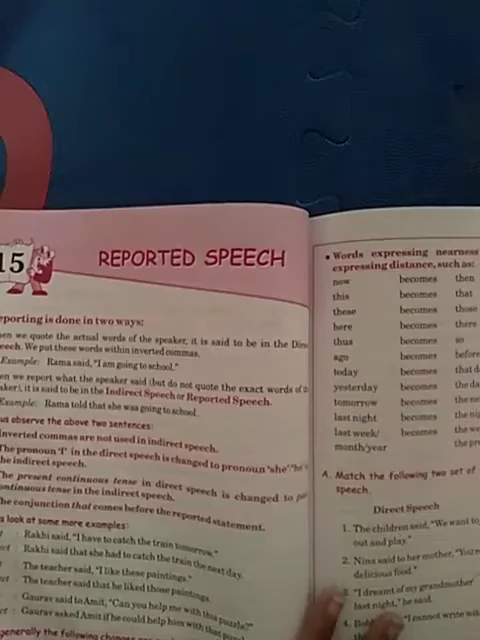 15
REPORTED SPEECH
eporting is done in two ways:
en we quote the actual words of the speaker, it is said to be in the Dire
eech. We put these words within inverted commas.
Example: Rama said, "I am going to school."
en we report what the speaker said (but do not quote the exact words of
aker), it is said to be in the Indirect Speech or Reported Speech.
Example: Rama told that she was going to school.
us observe the above two sentences:
Inverted commas are not used in indirect speech.
The pronoun 'I' in the direct speech is changed to pronoun 'she'
he indirect speech.
The present continuous tense in direct speech is changed to
ontinuous tense in the indirect speech.
The conjunction that comes before the reported statement.
s look at some more examples:
: Rakhi said, "I have to catch the train tomorrow."
: Rakhi said that she had to catch the train the next day.
: The teacher said, "I like these paintings."
: The teacher said that he liked those paintings.
: Gaurav said to Amit, "Can you help me with this puzzle?"
: Gaurav asked Amit if he could help him with that
generally the following
• Words expressing nearness
expressing distance, such as:
now becomes then
this becomes that
these becomes those
here becomes there
thus becomes so
ago becomes before
today becomes that d
yesterday becomes the da
tomorrow becomes the ne
last night becomes the
last week/ becomes the
month/year the pr
A. Match the following two set of
speech.
Direct Speech
1. The children said, "We want to
out and play."
2. Nina said to her mother, "You
delicious food."
3. "I dreamt of my grandmother
last night," he said.
4. "I cannot write